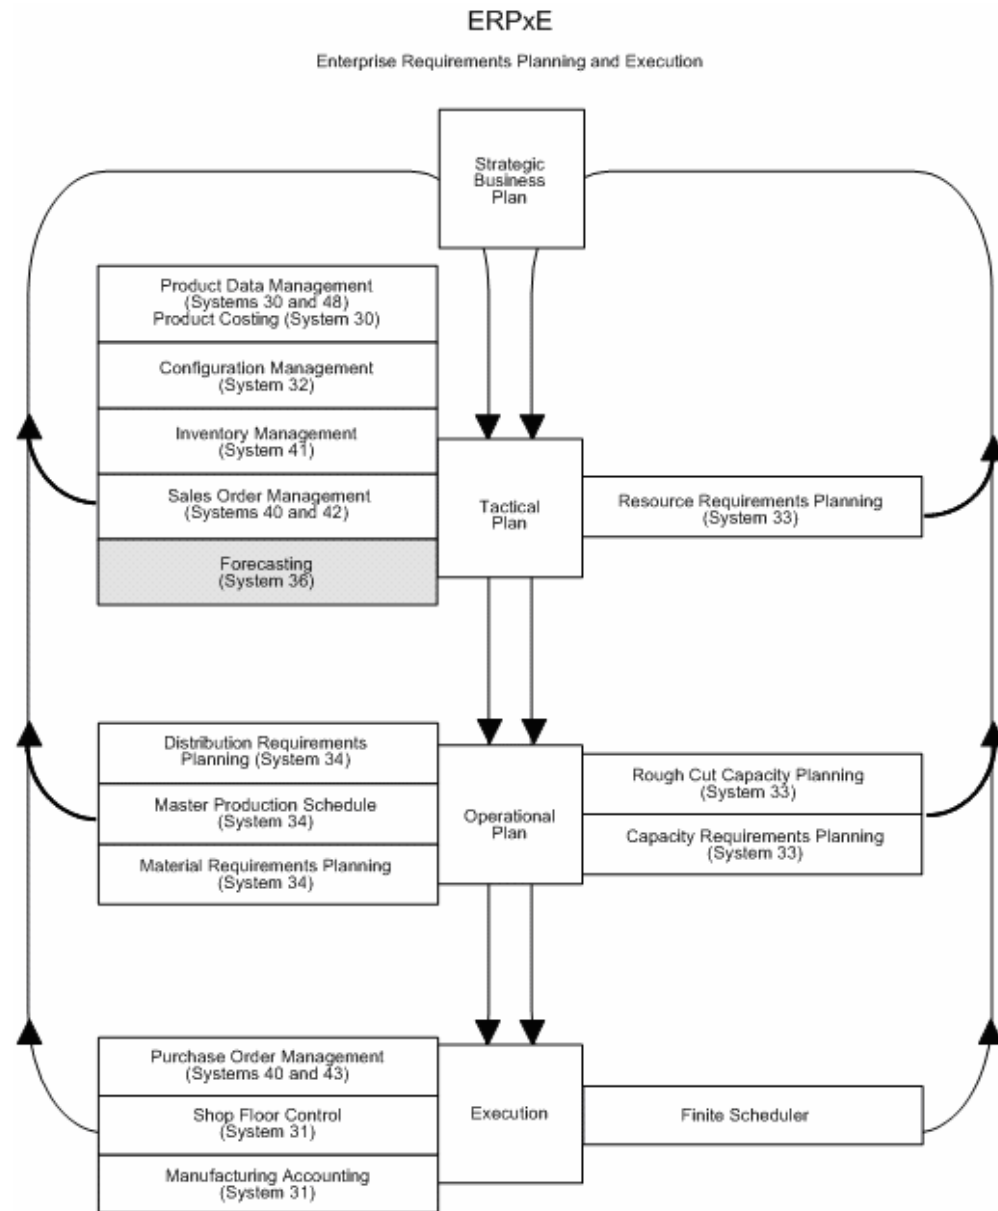 ERPxE
Enterprise Requirements Planning and Execution
Strategic
Business
Plan
Product Data Management
(Systems 30 and 48)
Product Costing (System 30)
Configuration Management
(System 32)
Inventory Management
(System 41)
Sales Order Management
(Systems 40 and 42)
Forecasting
(System 36)
Tactical
Plan
Resource Requirements Planning
(System 33)
Distribution Requirements
Planning (System 34)
Master Production Schedule
(System 34)
Material Requirements Planning
(System 34)
Operational
Plan
Rough Cut Capacity Planning
(System 33)
Capacity Requirements Planning
(System 33)
Purchase Order Management
(Systems 40 and 43)
Shop Floor Control
(System 31)
Manufacturing Accounting
(System 31)
Execution
Finite Scheduler